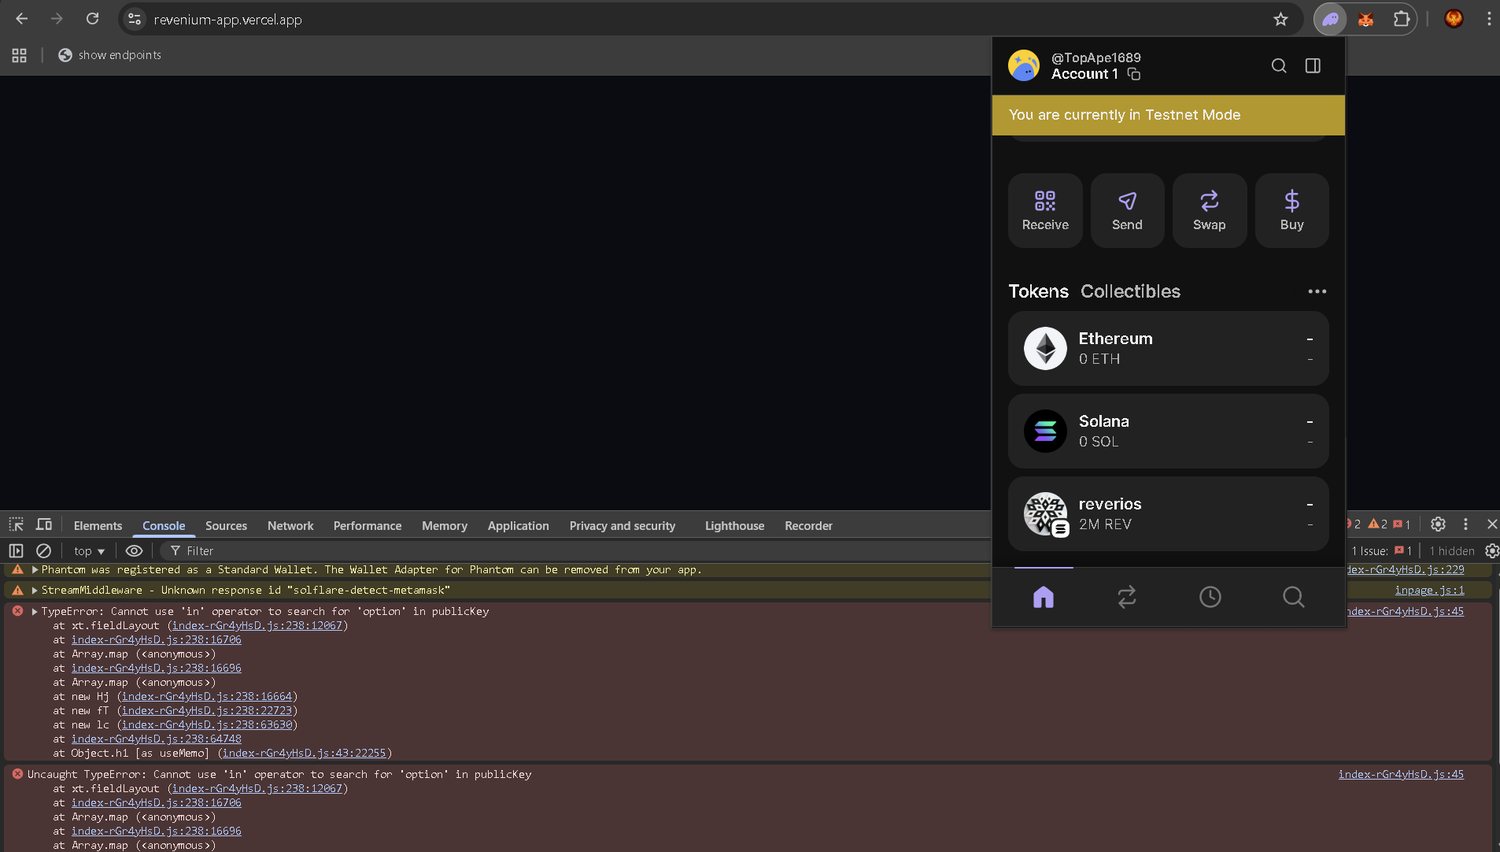 revenium-app.vercel.app
show endpoints
@TopApe1689
Account 1
You are currently in Testnet Mode
Receive Send Swap Buy
Tokens Collectibles
Ethereum -
0 ETH -
Solana -
0 SOL -
reverios -
2M REV -
Elements Console Sources Network Performance Memory Application Privacy and security Lighthouse Recorder 2 2 1
top Filter 1 Issue: 1 1 hidden
Phantom was registered as a Standard Wallet. The Wallet Adapter for Phantom can be removed from your app. dex-rGr4yHsD.js:229
StreamMiddleware - Unknown response id "solflare-detect-metamask" inpage.js:1
TypeError: Cannot use 'in' operator to search for 'option' in publicKey ndex-rGr4yHsD.js:45
at xt.fieldLayout (index-rGr4yHsD.js:238:12067)
at index-rGr4yHsD.js:238:16706
at Array.map (<anonymous>)
at index-rGr4yHsD.js:238:16696
at Array.map (<anonymous>)
at new Hj (index-rGr4yHsD.js:238:16664)
at new fT (index-rGr4yHsD.js:238:22723)
at new lc (index-rGr4yHsD.js:238:63630)
at index-rGr4yHsD.js:238:64748
at Object.h1 [as useMemo] (index-rGr4yHsD.js:43:22255)
Uncaught TypeError: Cannot use 'in' operator to search for 'option' in publicKey index-rGr4yHsD.js:45
at xt.fieldLayout (index-rGr4yHsD.js:238:12067)
at index-rGr4yHsD.js:238:16706
at Array.map (<anonymous>)
at index-rGr4yHsD.js:238:16696
at Array.map (<anonymous>)